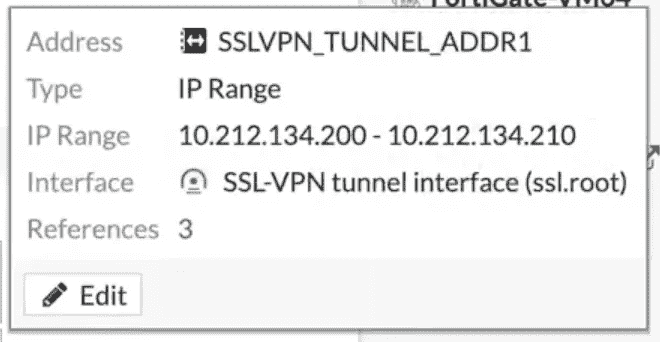 FortiGate-VM64
Address SSLVPN_TUNNEL_ADDR1
Type IP Range
IP Range 10.212.134.200 - 10.212.134.210
Interface SSL-VPN tunnel interface (ssl.root)
References 3
Edit